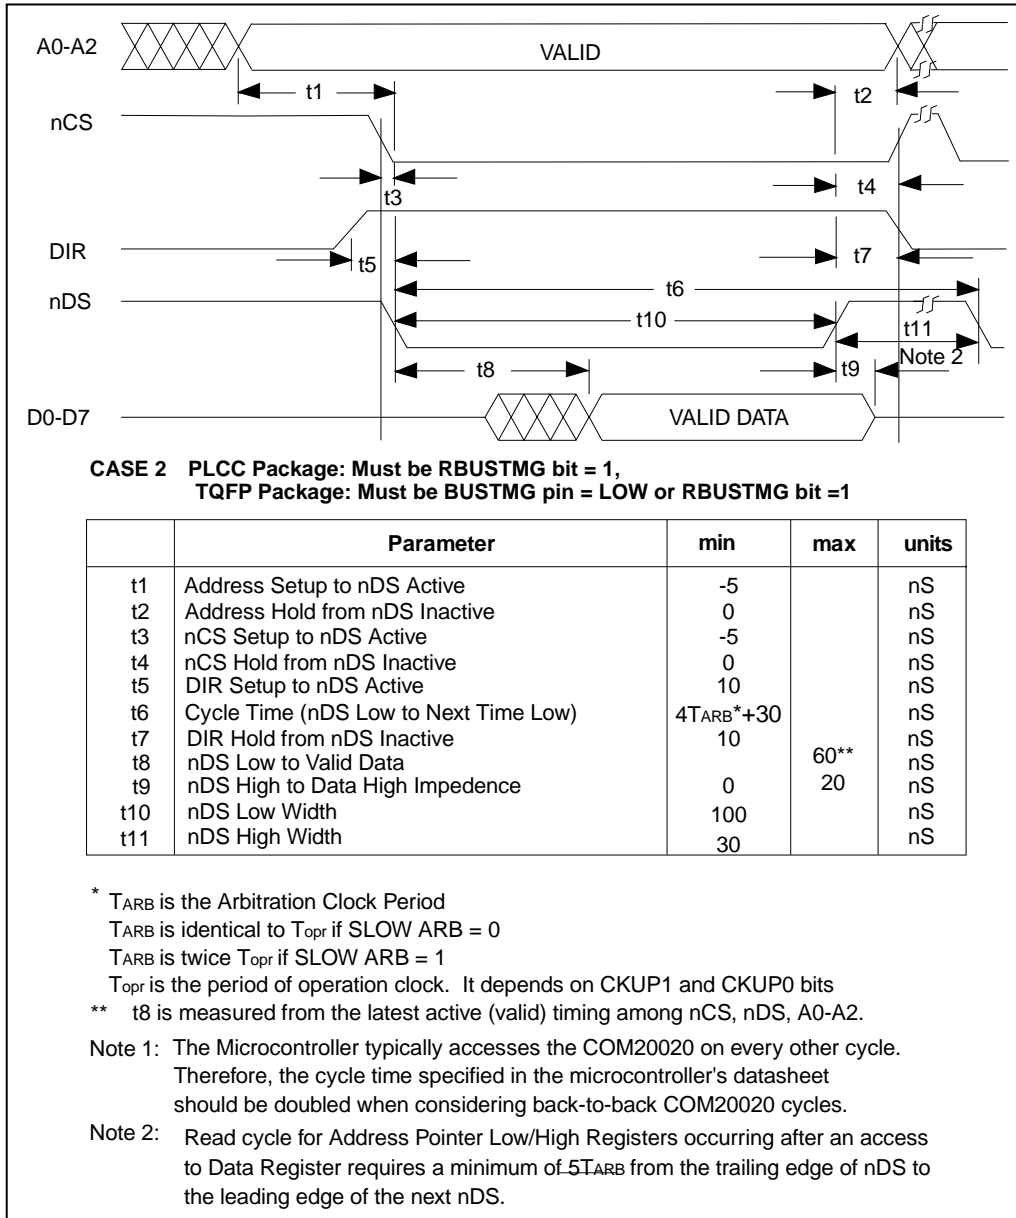 A0-A2
VALID
t1
t2
nCS
t3
t4
DIR
t5
t7
nDS
t6
t10
t11
Note 2
t8
t9
D0-D7
VALID DATA
CASE 2 PLCC Package: Must be RBUSTMG bit = 1,
TQFP Package: Must be BUSTMG pin = LOW or RBUSTMG bit =1
Parameter min max units
t1 Address Setup to nDS Active -5 nS
t2 Address Hold from nDS Inactive 0 nS
t3 nCS Setup to nDS Active -5 nS
t4 nCS Hold from nDS Inactive 0 nS
t5 DIR Setup to nDS Active 10 nS
t6 Cycle Time (nDS Low to Next Time Low) 4TARB*+30 nS
t7 DIR Hold from nDS Inactive 10 nS
t8 nDS Low to Valid Data 60** nS
t9 nDS High to Data High Impedence 0 20 nS
t10 nDS Low Width 100 nS
t11 nDS High Width 30 nS
* TARB is the Arbitration Clock Period
TARB is identical to Topr if SLOW ARB = 0
TARB is twice Topr if SLOW ARB = 1
Topr is the period of operation clock. It depends on CKUP1 and CKUP0 bits
** t8 is measured from the latest active (valid) timing among nCS, nDS, A0-A2.
Note 1: The Microcontroller typically accesses the COM20020 on every other cycle.
Therefore, the cycle time specified in the microcontroller's datasheet
should be doubled when considering back-to-back COM20020 cycles.
Note 2: Read cycle for Address Pointer Low/High Registers occurring after an access
to Data Register requires a minimum of 5TARB from the trailing edge of nDS to
the leading edge of the next nDS.